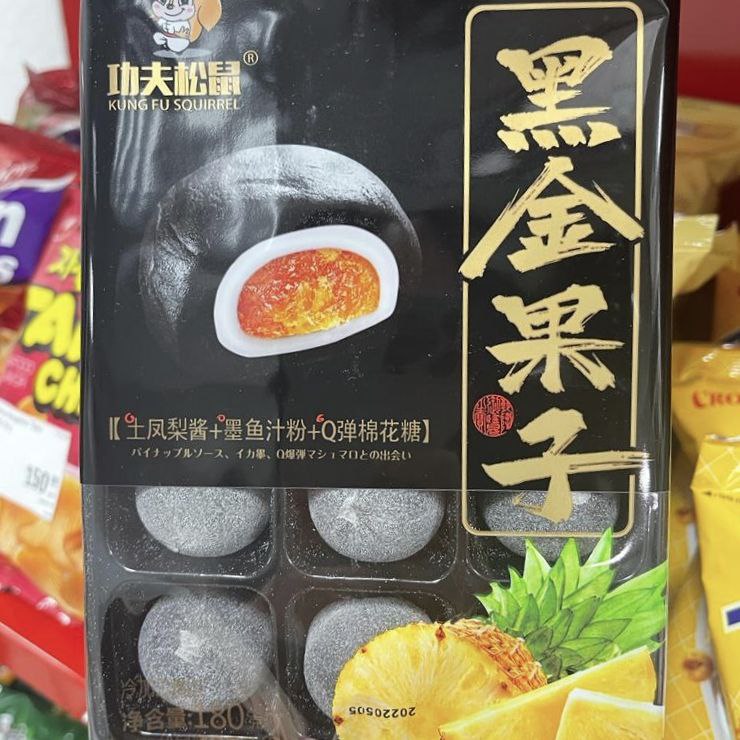 功夫松鼠®
KUNG FU SQUIRREL
黑金果子
【土凤梨酱+墨鱼汁粉+Q弹棉花糖】
パイナップルソース、イカ墨、Q爆弾マシュマロとの出会い
净含量:180克
20220505
150
CRO